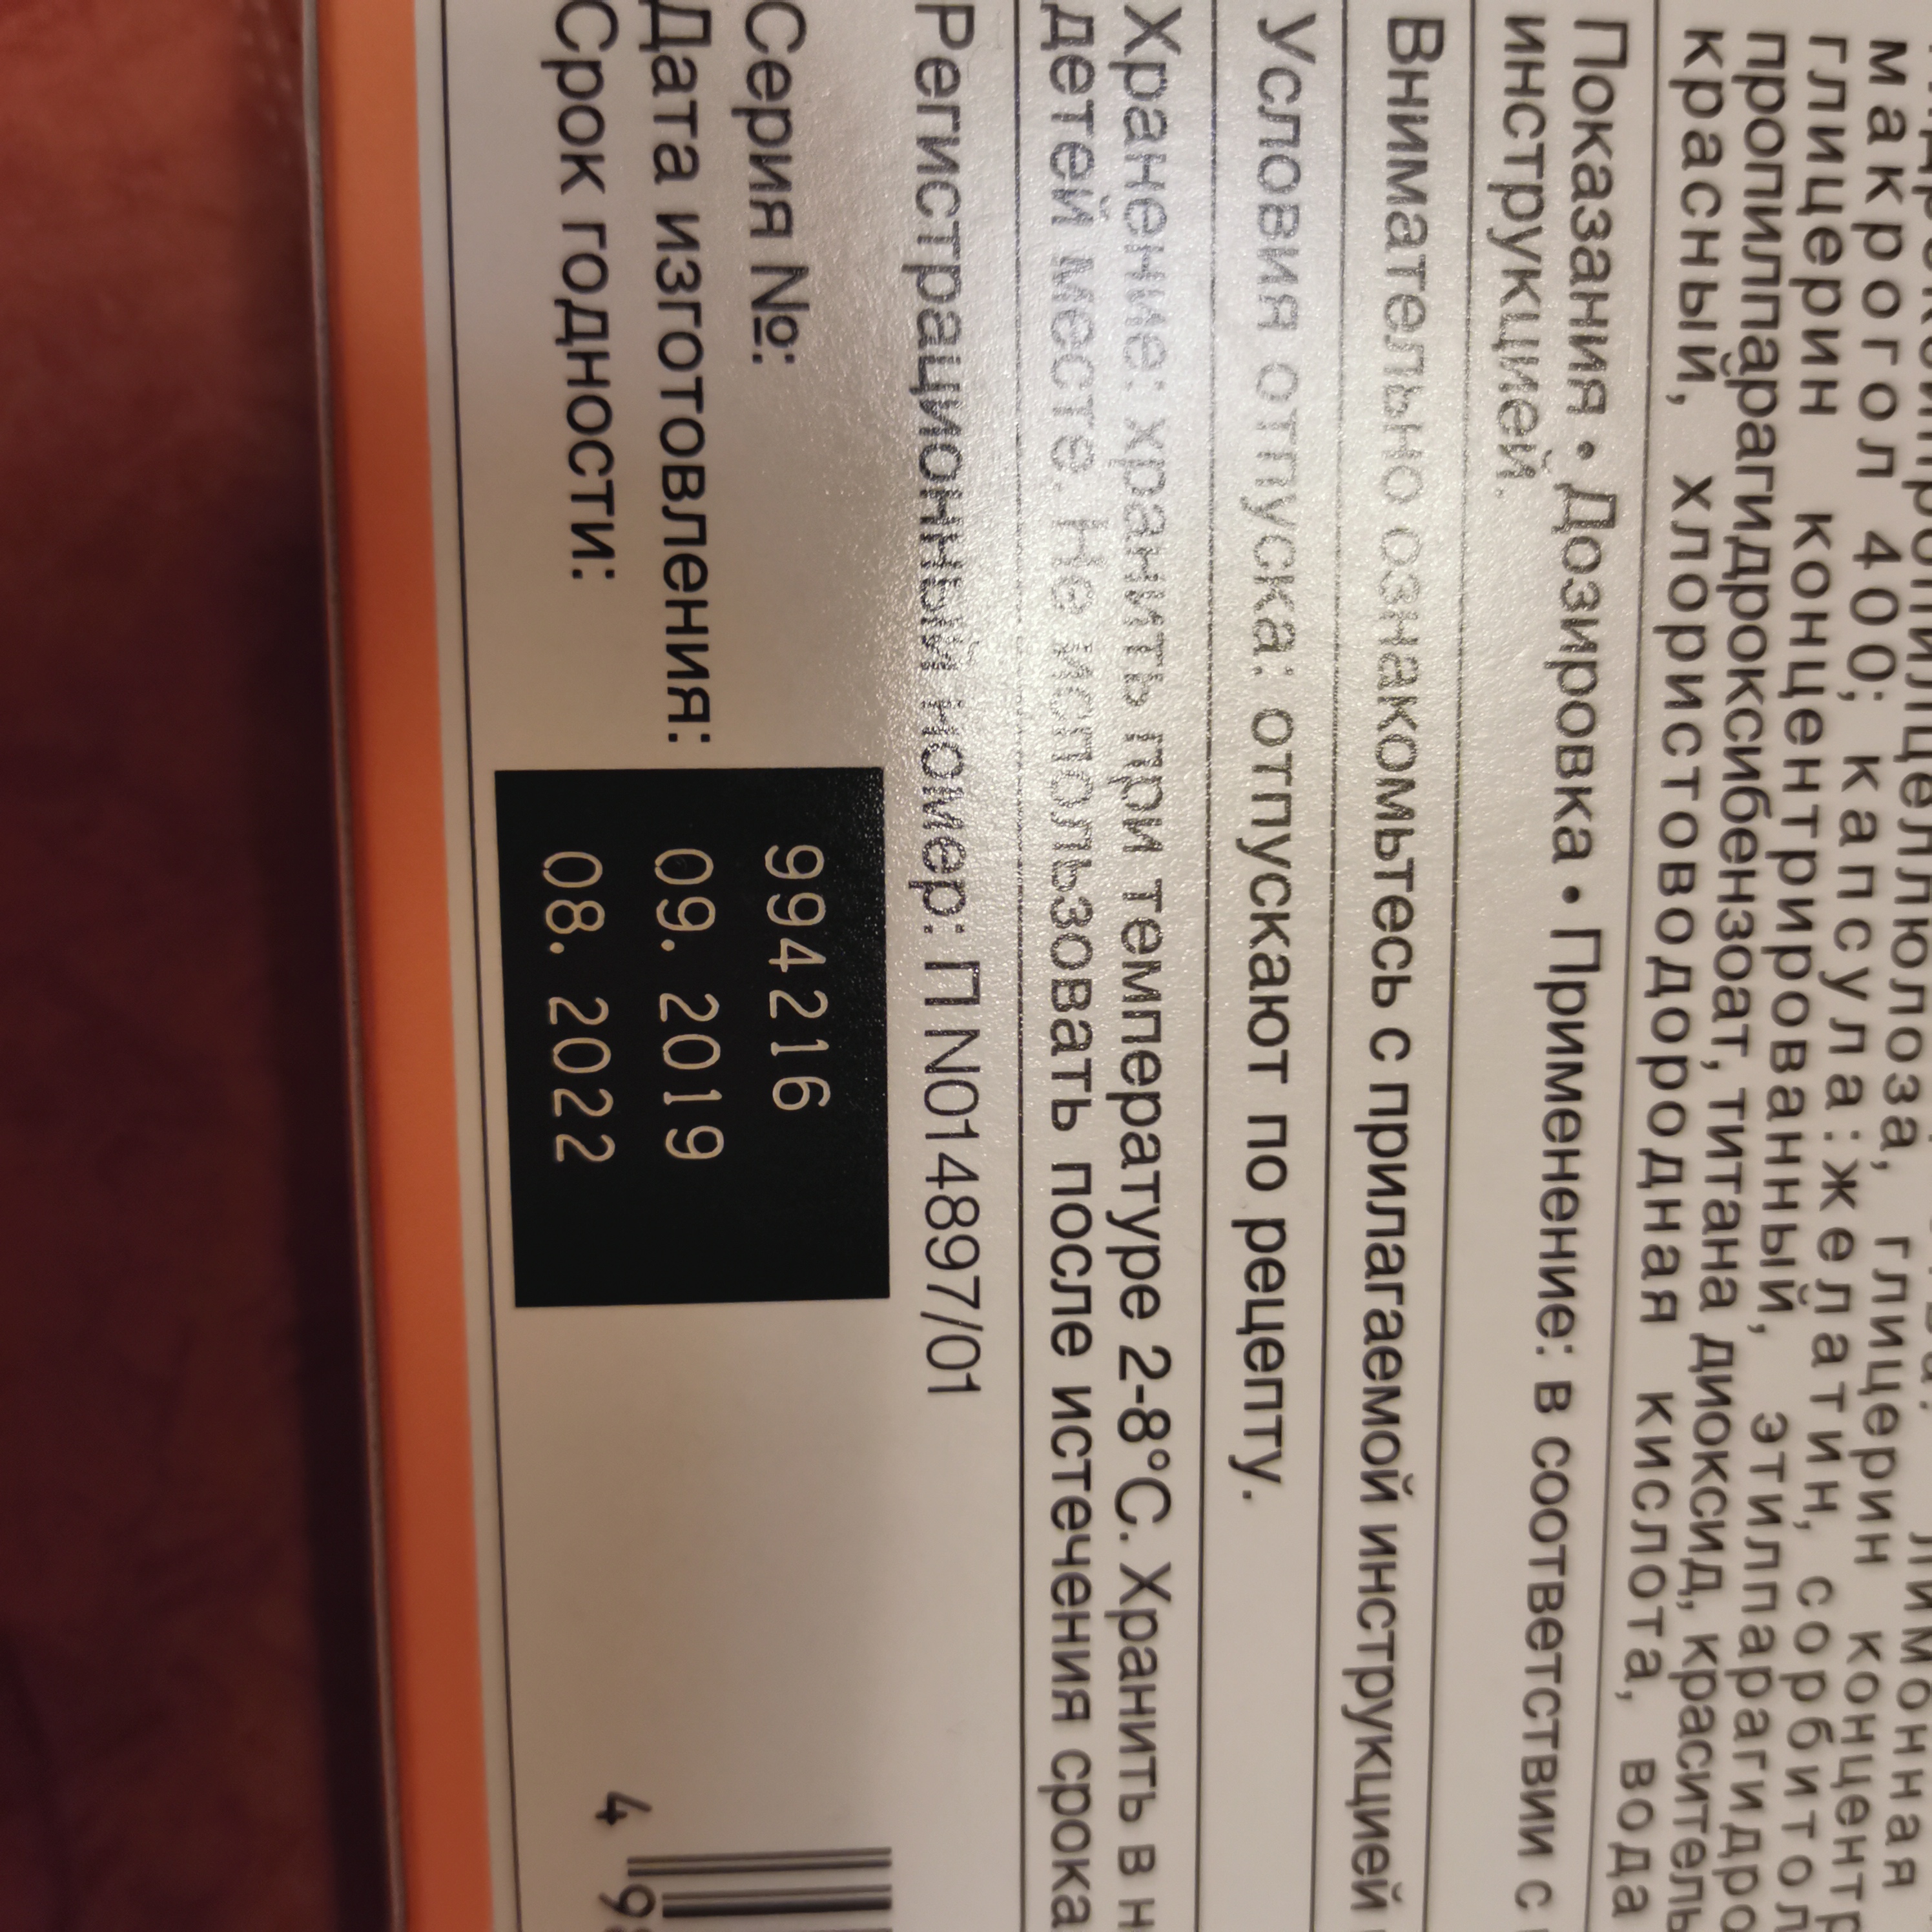 макрогол 400; капсула: желатин, сорбитол
глицерин концентрированный, этилпарагидро
пропилпарагидроксибензоат, титана диоксид, краситель
красный, хлористоводородная кислота, вода
Показания • Дозировка • Применение: в соответствии с
инструкцией.
Внимательно ознакомьтесь с прилагаемой инструкцией
Условия отпуска: отпускают по рецепту.
Хранение: хранить при температуре 2-8°С. Хранить в н
детей месте. Не использовать после истечения срока
Регистрационный номер: П N014897/01
Серия №: 994216
Дата изготовления: 09. 2019
Срок годности: 08. 2022
4 9